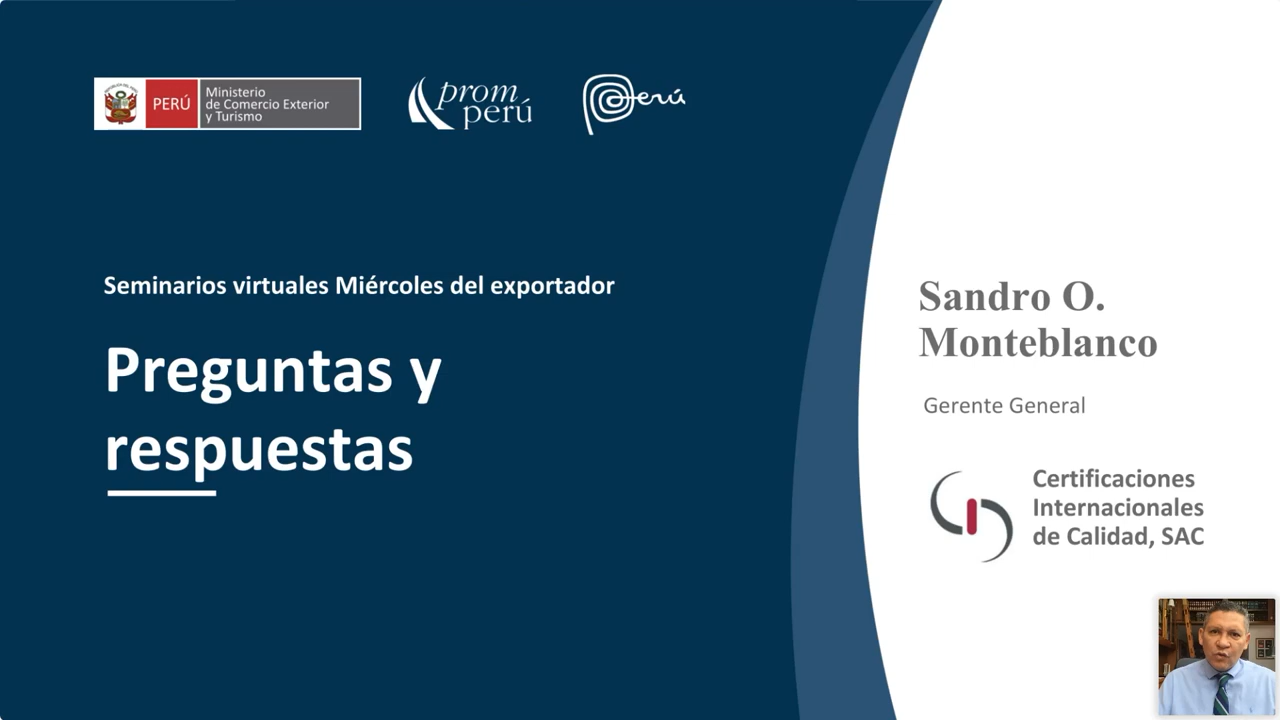 PERÚ
Ministerio
de Comercio Exterior
y Turismo
prom
perú
Perú
Seminarios virtuales Miércoles del exportador
Preguntas y
respuestas
Sandro O.
Monteblanco
Gerente General
Certificaciones
Internacionales
de Calidad, SAC